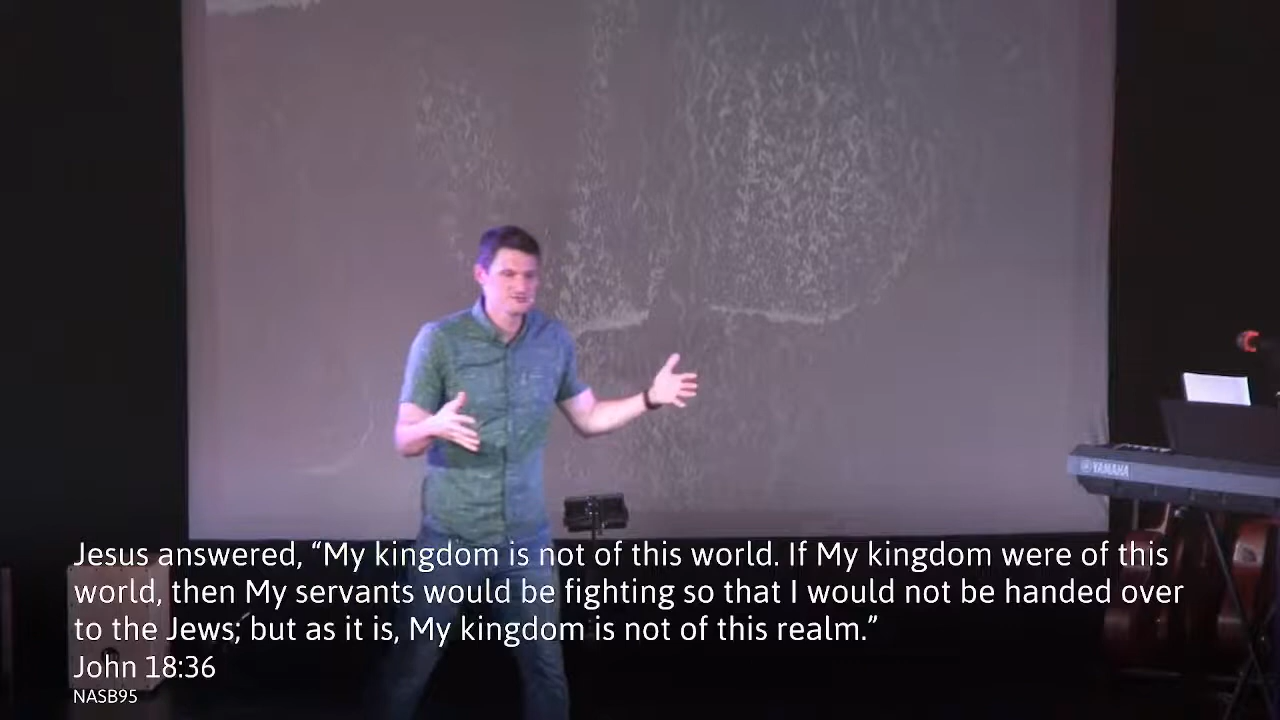 YAMAHA
Jesus answered, “My kingdom is not of this world. If My kingdom were of this
world, then My servants would be fighting so that I would not be handed over
to the Jews; but as it is, My kingdom is not of this realm.”
John 18:36
NASB95